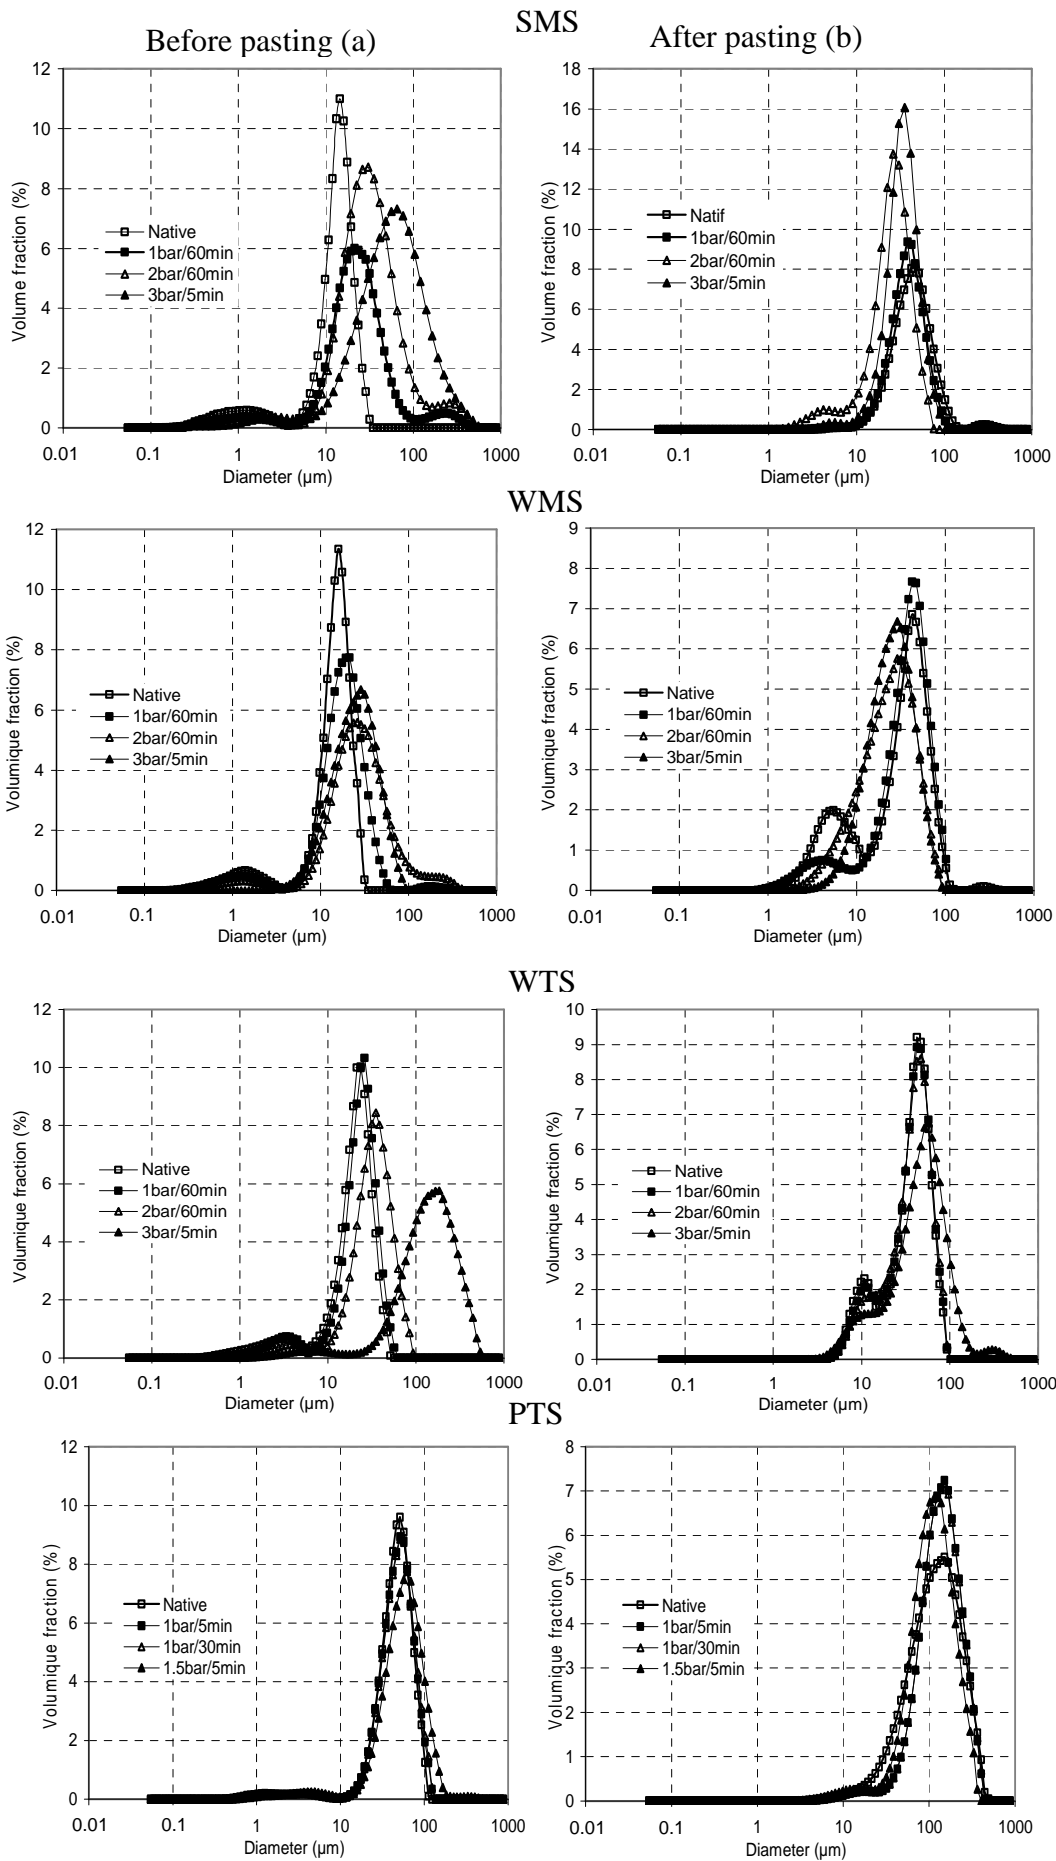 SMS
Before pasting (a)
After pasting (b)
12
10
8
6
4
2
0
Volume fraction (%)
Native
1bar/60min
2bar/60min
3bar/5min
0.01 0.1 1 10 100 1000
Diameter (µm)
18
16
14
12
10
8
6
4
2
0
Volume fraction (%)
Natif
1bar/60min
2bar/60min
3bar/5min
0.01 0.1 1 10 100 1000
Diameter (µm)
WMS
12
10
8
6
4
2
0
Volumique fraction (%)
Native
1bar/60min
2bar/60min
3bar/5min
0.01 0.1 1 10 100 1000
Diameter (µm)
9
8
7
6
5
4
3
2
1
0
Volumique fraction (%)
Native
1bar/60min
2bar/60min
3bar/5min
0.01 0.1 1 10 100 1000
Diameter (µm)
WTS
12
10
8
6
4
2
0
Volumique fraction (%)
Native
1bar/60min
2bar/60min
3bar/5min
0.01 0.1 1 10 100 1000
Diameter (µm)
10
9
8
7
6
5
4
3
2
1
0
Volumique fraction (%)
Native
1bar/60min
2bar/60min
3bar/5min
0.01 0.1 1 10 100 1000
Diameter (µm)
PTS
12
10
8
6
4
2
0
Volumique fraction (%)
Native
1bar/5min
1bar/30min
1.5bar/5min
0.01 0.1 1 10 100 1000
Diameter (µm)
8
7
6
5
4
3
2
1
0
Volumique fraction (%)
Native
1bar/5min
1bar/30min
1.5bar/5min
0.01 0.1 1 10 100 1000
Diameter (µm)